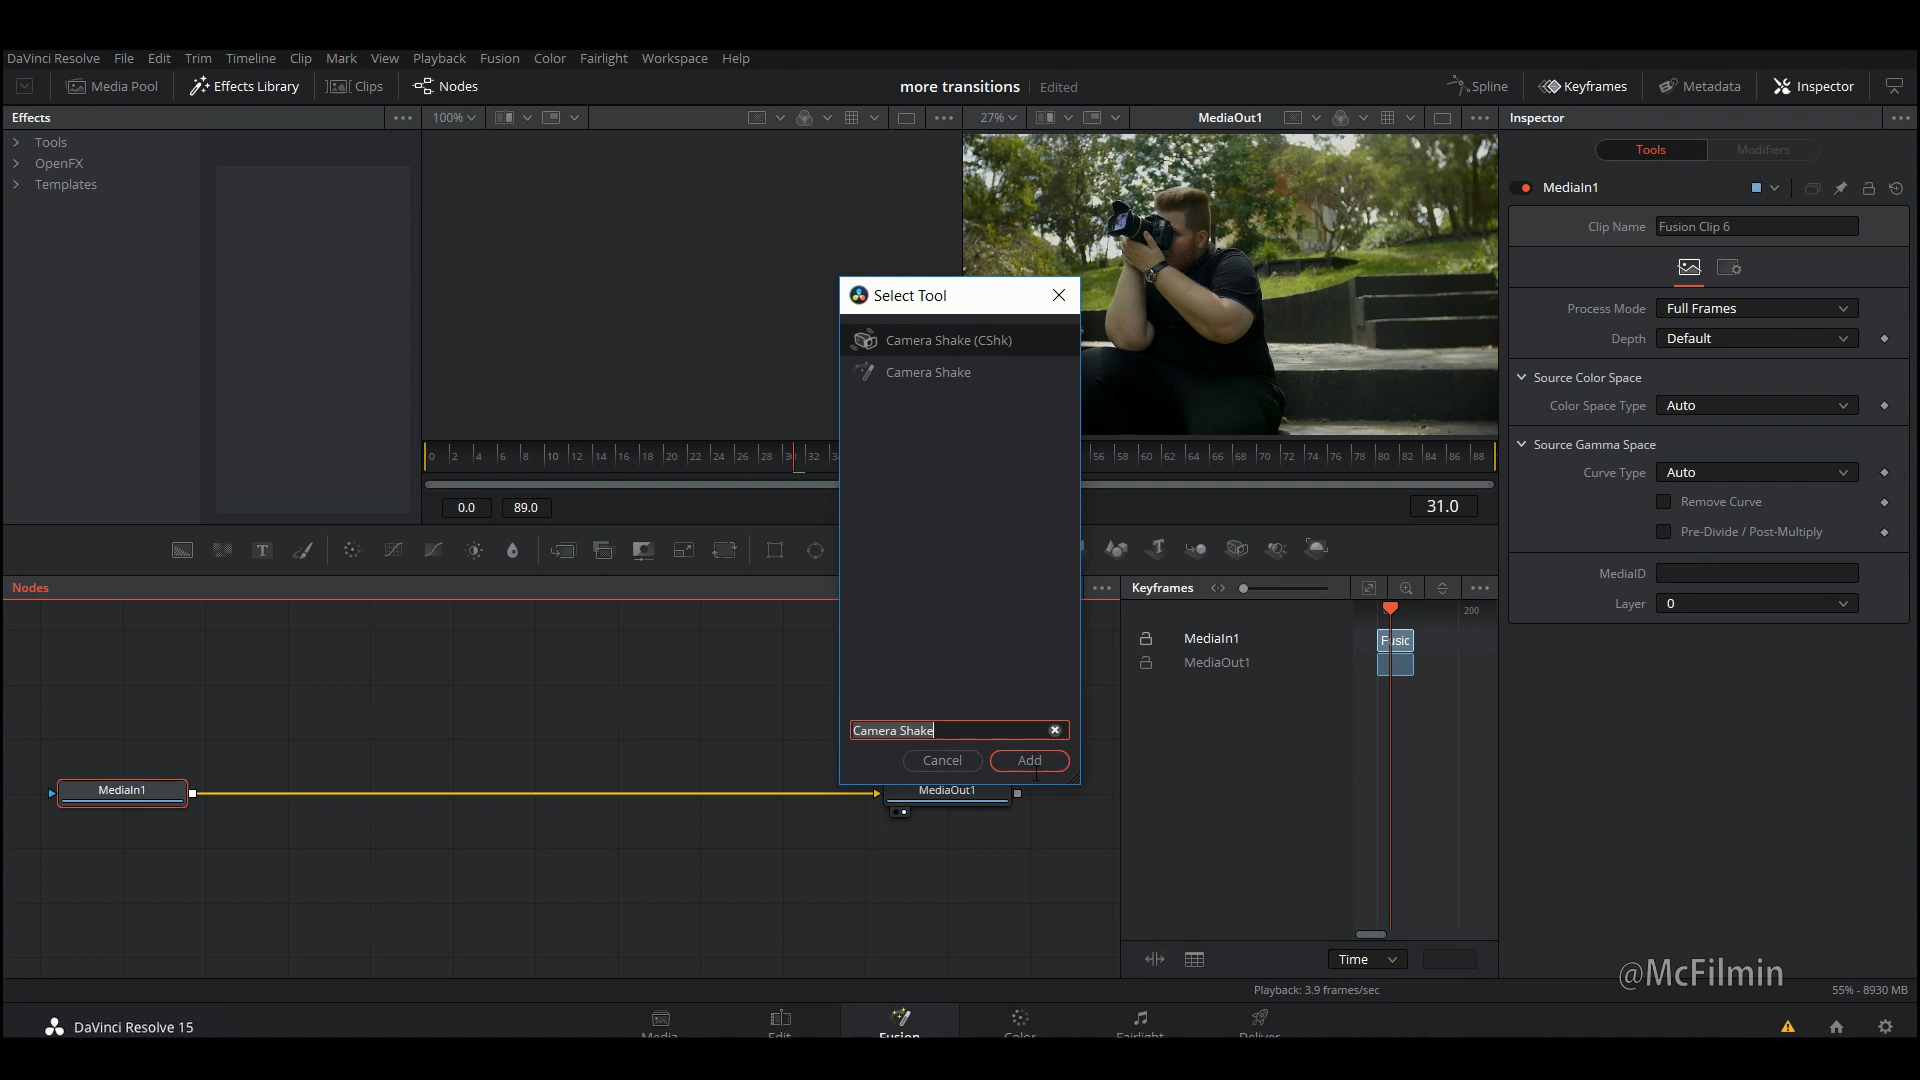 DaVinci Resolve File Edit Trim Timeline Clip Mark View Playback Fusion Color Fairlight Workspace Help
Media Pool Effects Library Clips Nodes more transitions Edited Spline Keyframes Metadata Inspector
Effects 100% 27% MediaOut1 Inspector
Tools
OpenFX
Templates
Tools Modifiers
MediaIn1
Clip Name Fusion Clip 6
Process Mode Full Frames
Depth Default
Source Color Space
Color Space Type Auto
Source Gamma Space
Curve Type Auto
Remove Curve
Pre-Divide / Post-Multiply
MediaID
Layer 0
Select Tool
Camera Shake (CShk)
Camera Shake
Camera Shake
Cancel Add
0 2 4 6 8 10 12 14 16 18 20 22 24 26 28 32 56 58 60 62 64 66 68 70 72 74 76 78 80 82 84 86 88
0.0 89.0 31.0
Nodes
MediaIn1 MediaOut1
Keyframes
200
MediaIn1 Fusic
MediaOut1
Time
@McFilmin
Playback: 3.9 frames/sec 55% - 8930 MB
DaVinci Resolve 15 Media Edit Fusion Color Fairlight Deliver